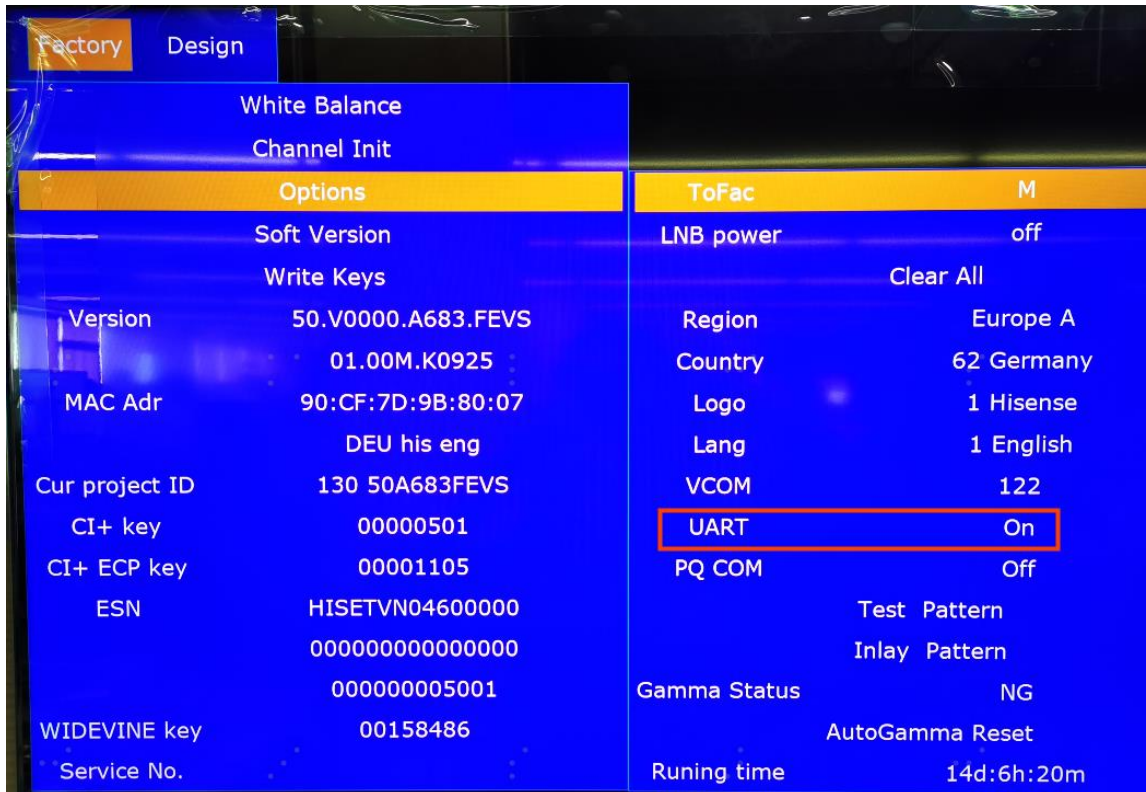 Factory Design
White Balance
Channel Init
Options
Soft Version
Write Keys
Version 50.V0000.A683.FEVS
01.00M.K0925
MAC Adr 90:CF:7D:9B:80:07
DEU his eng
Cur project ID 130 50A683FEVS
CI+ key 00000501
CI+ ECP key 00001105
ESN HISETVN04600000
000000000000000
000000005001
WIDEVINE key 00158486
Service No.
ToFac M
LNB power off
Clear All
Region Europe A
Country 62 Germany
Logo 1 Hisense
Lang 1 English
VCOM 122
UART On
PQ COM Off
Test Pattern
Inlay Pattern
Gamma Status NG
AutoGamma Reset
Runing time 14d:6h:20m